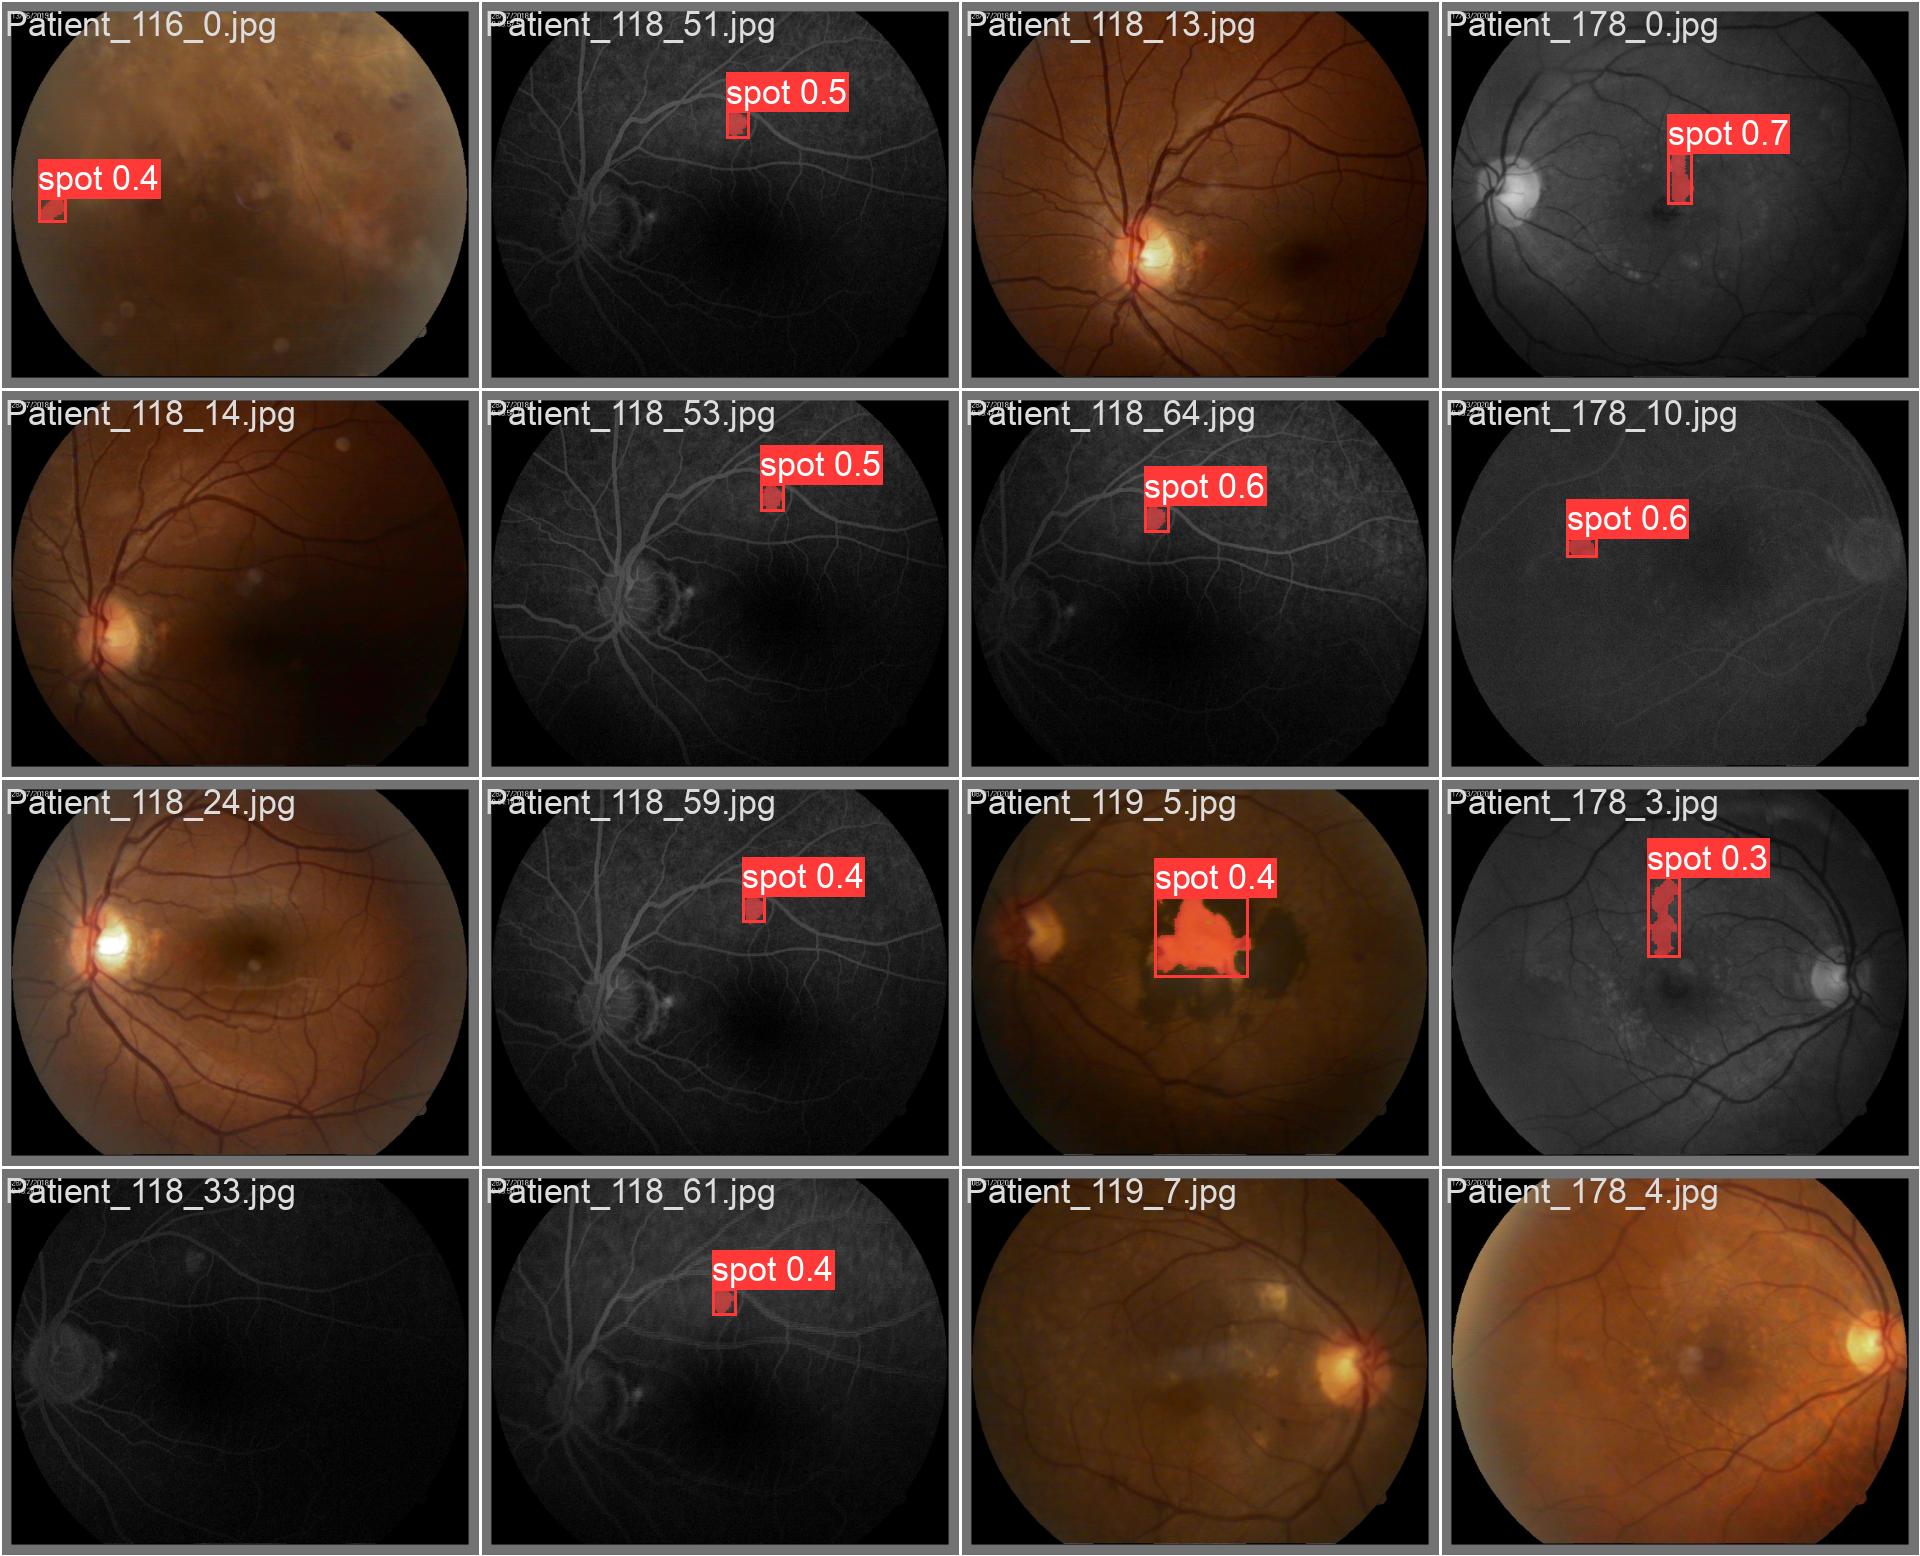 Patient_116_0.jpg
Patient_118_51.jpg
Patient_118_13.jpg
Patient_178_0.jpg
spot 0.4
spot 0.5
spot 0.7
Patient_118_14.jpg
Patient_118_53.jpg
Patient_118_64.jpg
Patient_178_10.jpg
spot 0.5
spot 0.6
spot 0.6
Patient_118_24.jpg
Patient_118_59.jpg
Patient_119_5.jpg
Patient_178_3.jpg
spot 0.4
spot 0.4
spot 0.3
Patient_118_33.jpg
Patient_118_61.jpg
Patient_119_7.jpg
Patient_178_4.jpg
spot 0.4